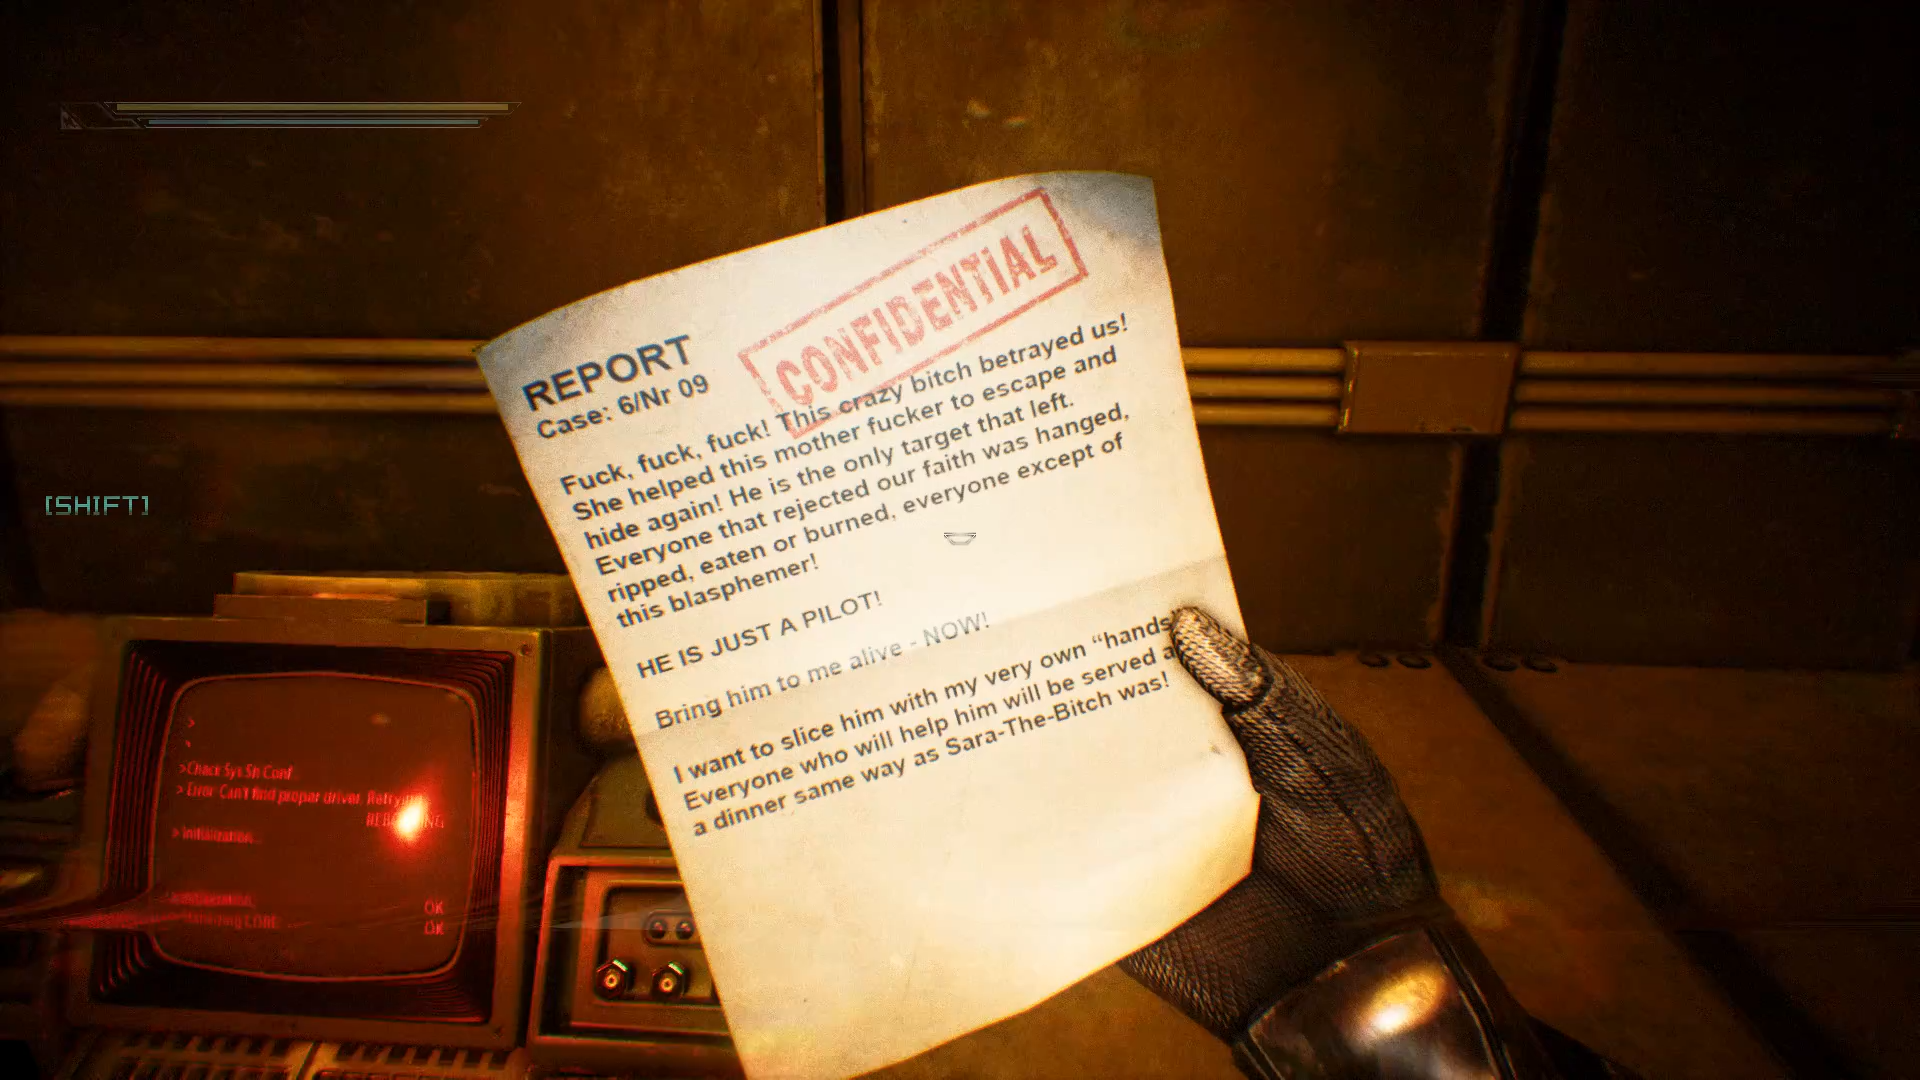 CONFIDENTIAL
REPORT
Case: 6/Nr 09
Fuck, fuck, fuck! This crazy bitch betrayed us!
She helped this mother fucker to escape and
hide again! He is the only target that left.
Everyone that rejected our faith was hanged,
ripped, eaten or burned, everyone except of
this blasphemer!
HE IS JUST A PILOT!
Bring him to me alive - NOW!
I want to slice him with my very own “hands
Everyone who will help him will be served a
a dinner same way as Sara-The-Bitch was!
[SHIFT]
>
>Chack Sys Sh Conf
> Error Can't find proper driver. Retrying
> Initialization...
OK
OK